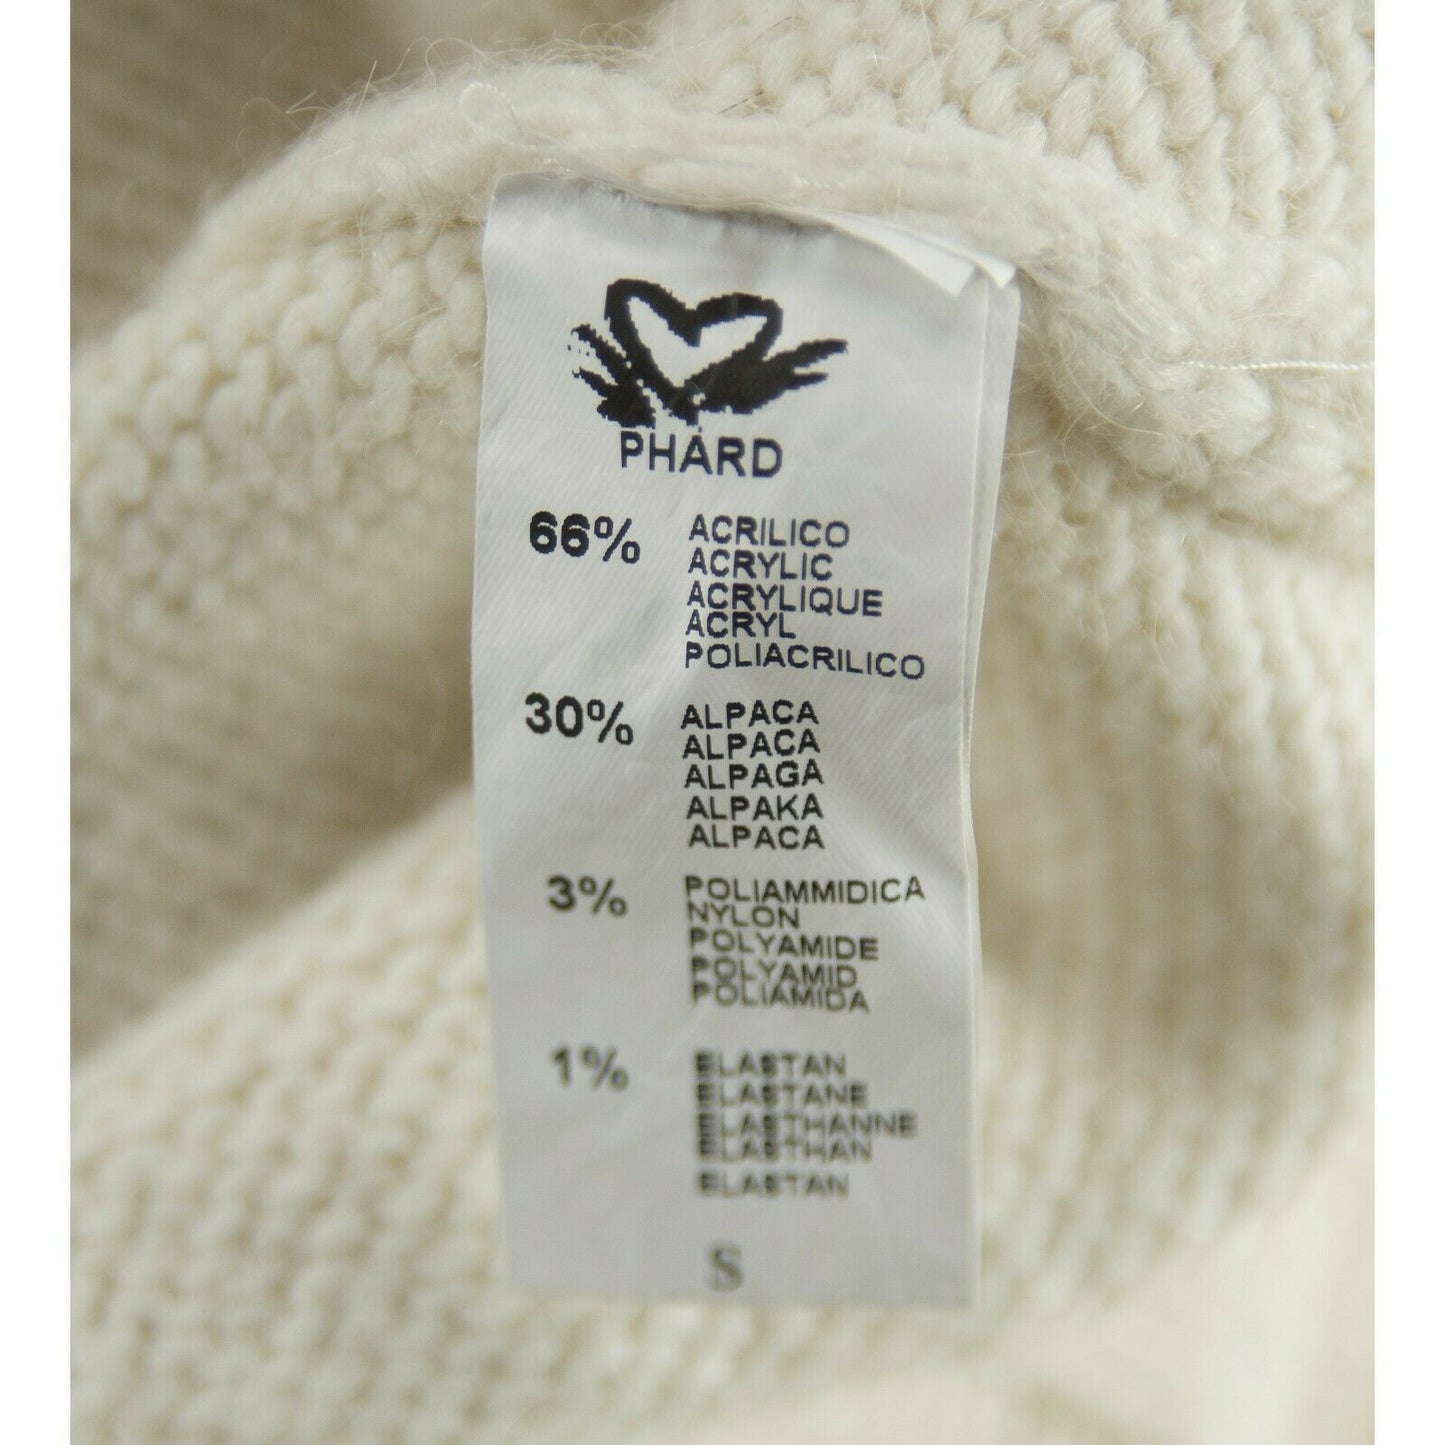 PHÀRD
66% ACRILICO
ACRYLIC
ACRYLIQUE
ACRYL
POLIACRILICO
30% ALPACA
ALPACA
ALPAGA
ALPAKA
ALPACA
3% POLIAMMIDICA
NYLON
POLYAMIDE
POLYAMID
POLIAMIDA
1% ELASTAN
ELASTANE
ELASTHANNE
ELASTHAN
ELASTAN
S